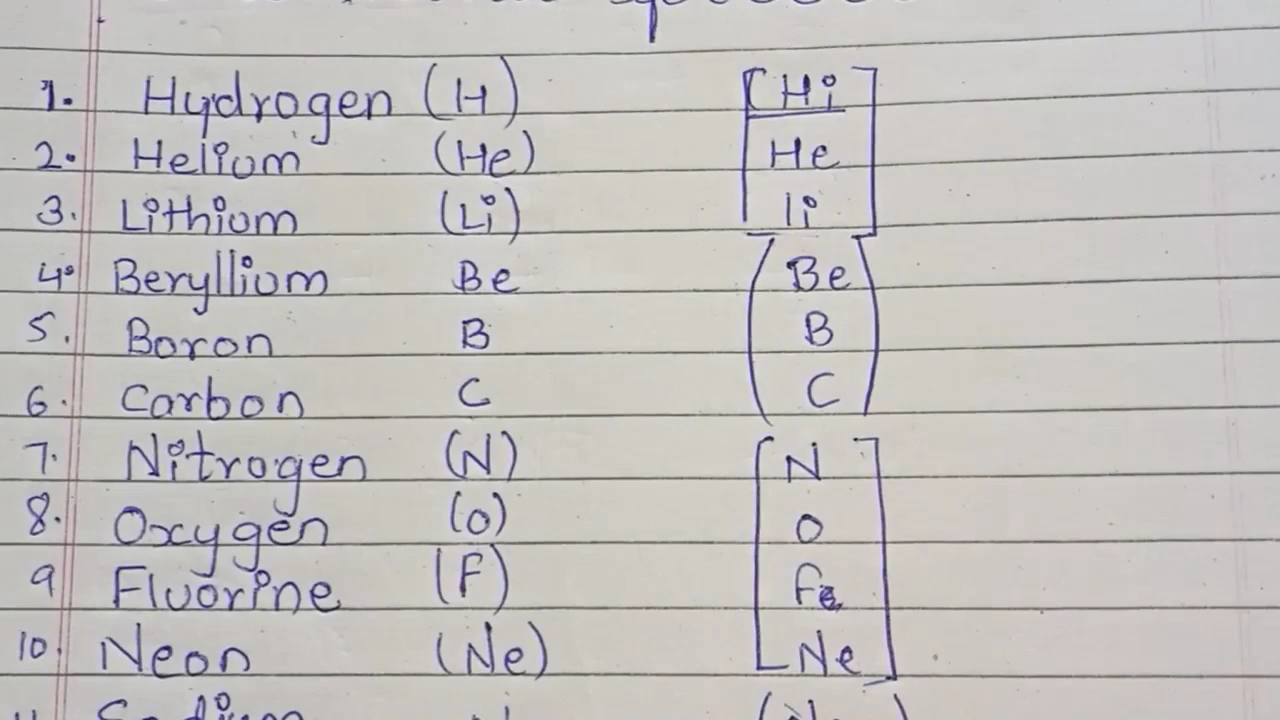 1. Hydrogen (H) [Hi]
2. Helium (He) He
3. Lithium (Li) li
4. Beryllium Be (Be)
5. Boron B B
6. Carbon C C
7. Nitrogen (N) [N]
8. Oxygen (O) O
9 Fluorine (F) Fe
10. Neon (Ne) Ne